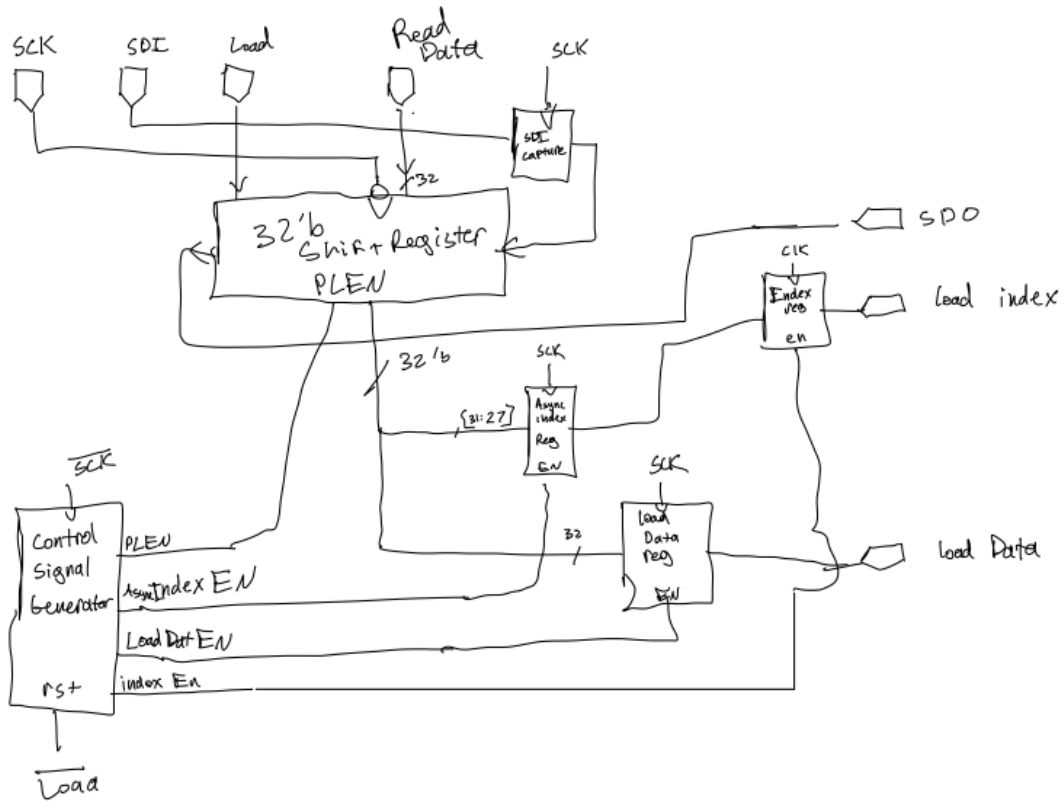 SCK
SDI
Load
Read
Data
SCK
SDI
capture
32
32'b
Shift Register
PLEN
SDO
CLK
Endex
reg
en
Load index
32'b
SCK
[31:27]
Async
index
Reg
EN
SCK
SCK
Control
Signal
Generator
rst
Load
PLEN
AsyncIndex EN
LoadDat EN
index En
32
Load
Data
reg
EN
Load Data